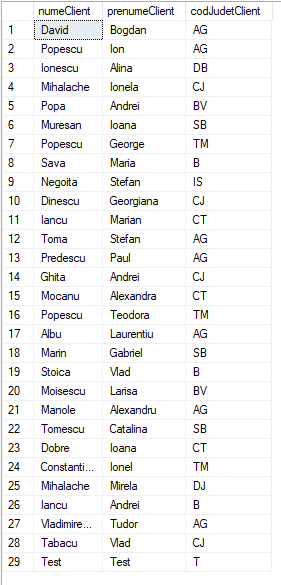 numeClient prenumeClient codJudetClient
1 David Bogdan AG
2 Popescu Ion AG
3 Ionescu Alina DB
4 Mihalache Ionela CJ
5 Popa Andrei BV
6 Muresan Ioana SB
7 Popescu George TM
8 Sava Maria B
9 Negoita Stefan IS
10 Dinescu Georgiana CJ
11 Iancu Marian CT
12 Toma Stefan AG
13 Predescu Paul AG
14 Ghita Andrei CJ
15 Mocanu Alexandra CT
16 Popescu Teodora TM
17 Albu Laurentiu AG
18 Marin Gabriel SB
19 Stoica Vlad B
20 Moisescu Larisa BV
21 Manole Alexandru AG
22 Tomescu Catalina SB
23 Dobre Ioana CT
24 Constanti... Ionel TM
25 Mihalache Mirela DJ
26 Iancu Andrei B
27 Vladimire... Tudor AG
28 Tabacu Vlad CJ
29 Test Test T